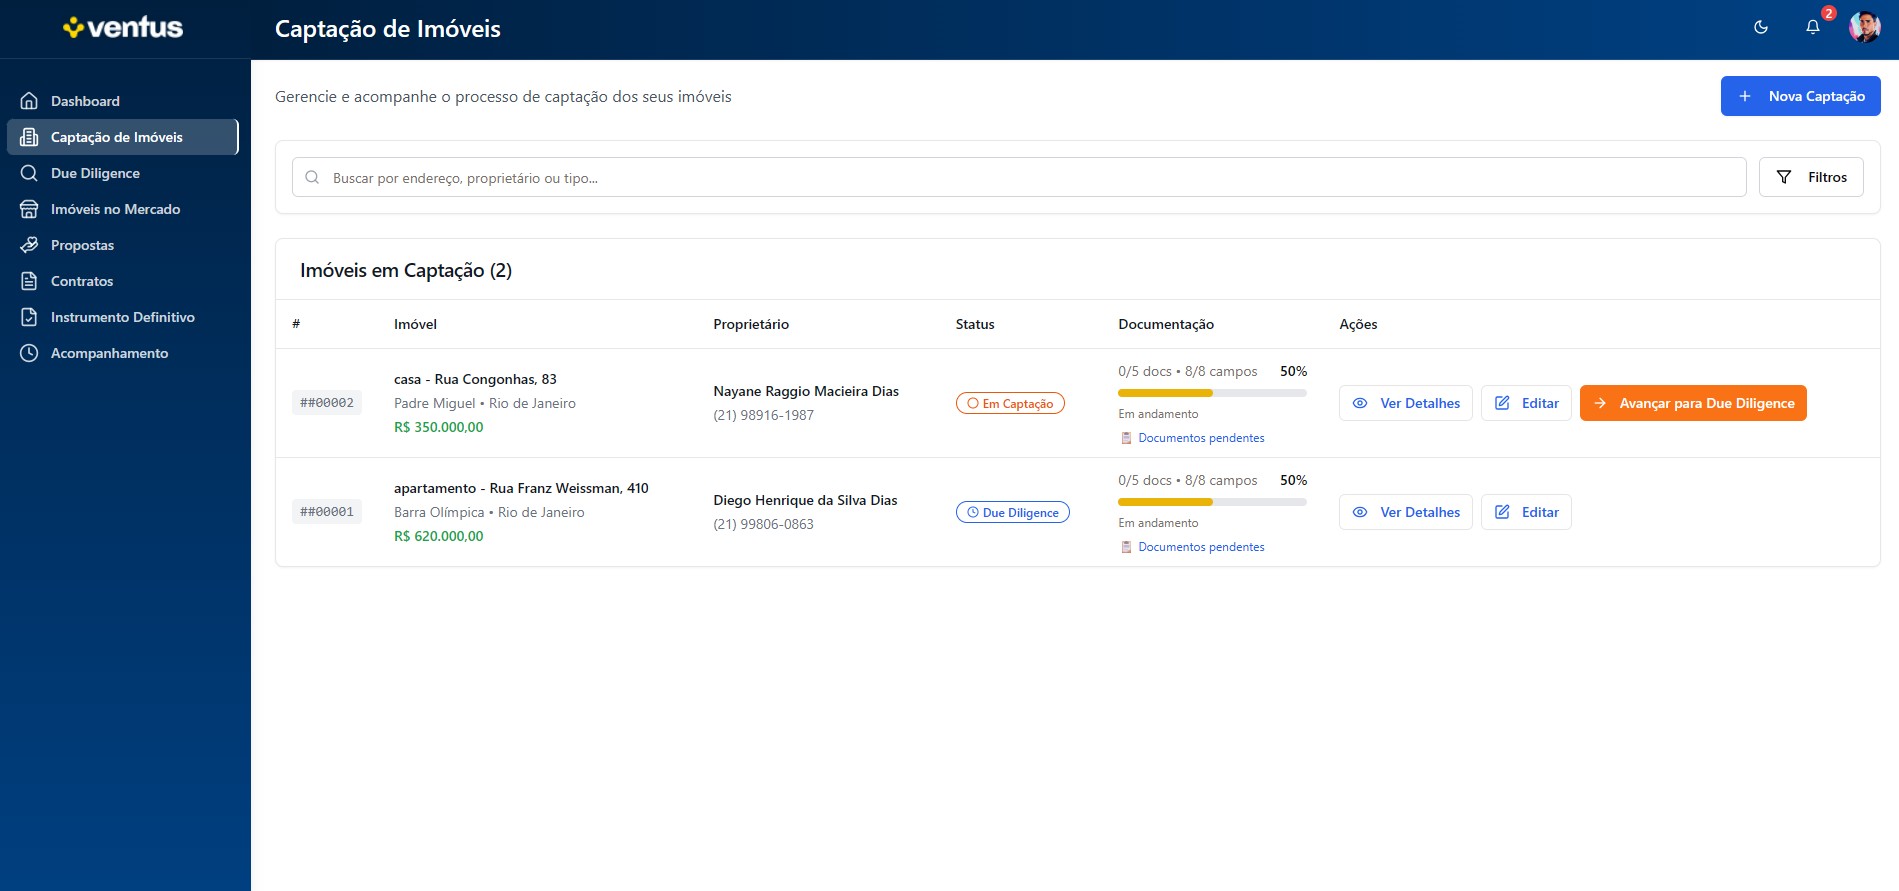 ventus
Captação de Imóveis
2
Dashboard
Captação de Imóveis
Due Diligence
Imóveis no Mercado
Propostas
Contratos
Instrumento Definitivo
Acompanhamento
Gerencie e acompanhe o processo de captação dos seus imóveis
Nova Captação
Buscar por endereço, proprietário ou tipo...
Filtros
Imóveis em Captação (2)
# Imóvel Proprietário Status Documentação Ações
##00002
casa - Rua Congonhas, 83
Padre Miguel • Rio de Janeiro
R$ 350.000,00
Nayane Raggio Macieira Dias
(21) 98916-1987
Em Captação
0/5 docs • 8/8 campos 50%
Em andamento
Documentos pendentes
Ver Detalhes
Editar
Avançar para Due Diligence
##00001
apartamento - Rua Franz Weissman, 410
Barra Olímpica • Rio de Janeiro
R$ 620.000,00
Diego Henrique da Silva Dias
(21) 99806-0863
Due Diligence
0/5 docs • 8/8 campos 50%
Em andamento
Documentos pendentes
Ver Detalhes
Editar